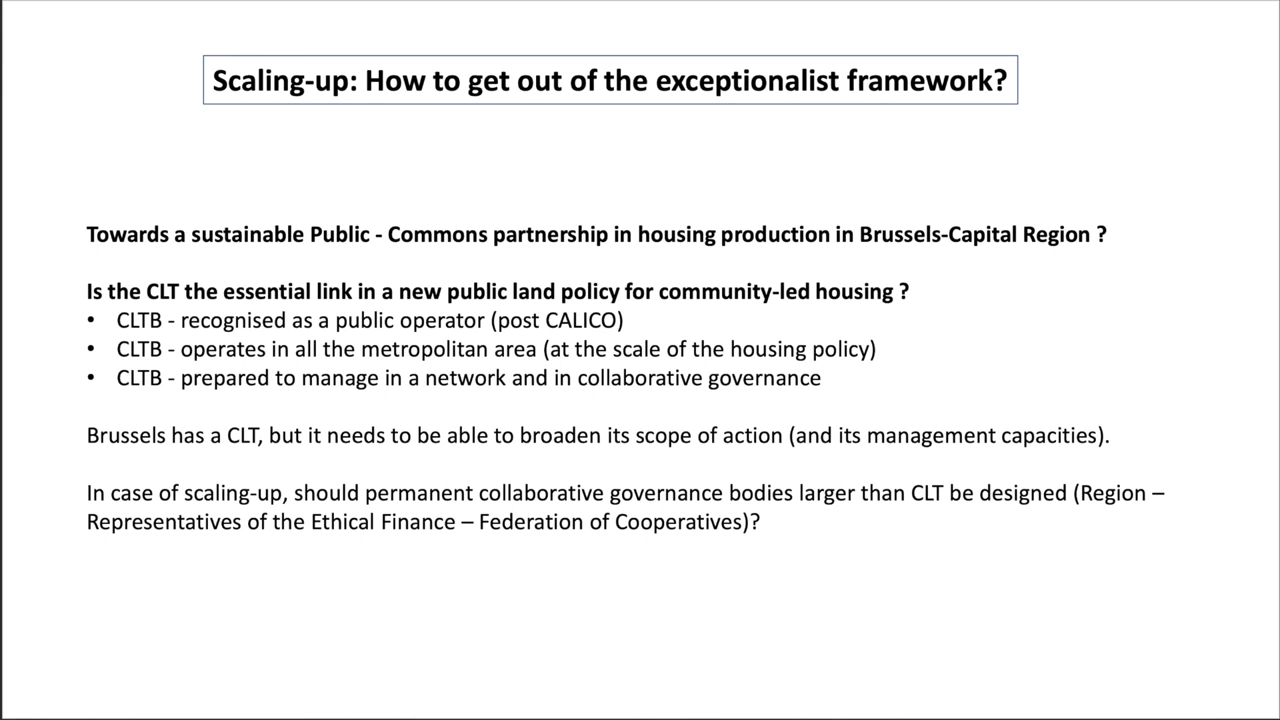 Scaling-up: How to get out of the exceptionalist framework?
Towards a sustainable Public - Commons partnership in housing production in Brussels-Capital Region ?
Is the CLT the essential link in a new public land policy for community-led housing ?
• CLTB - recognised as a public operator (post CALICO)
• CLTB - operates in all the metropolitan area (at the scale of the housing policy)
• CLTB - prepared to manage in a network and in collaborative governance
Brussels has a CLT, but it needs to be able to broaden its scope of action (and its management capacities).
In case of scaling-up, should permanent collaborative governance bodies larger than CLT be designed (Region –
Representatives of the Ethical Finance – Federation of Cooperatives)?